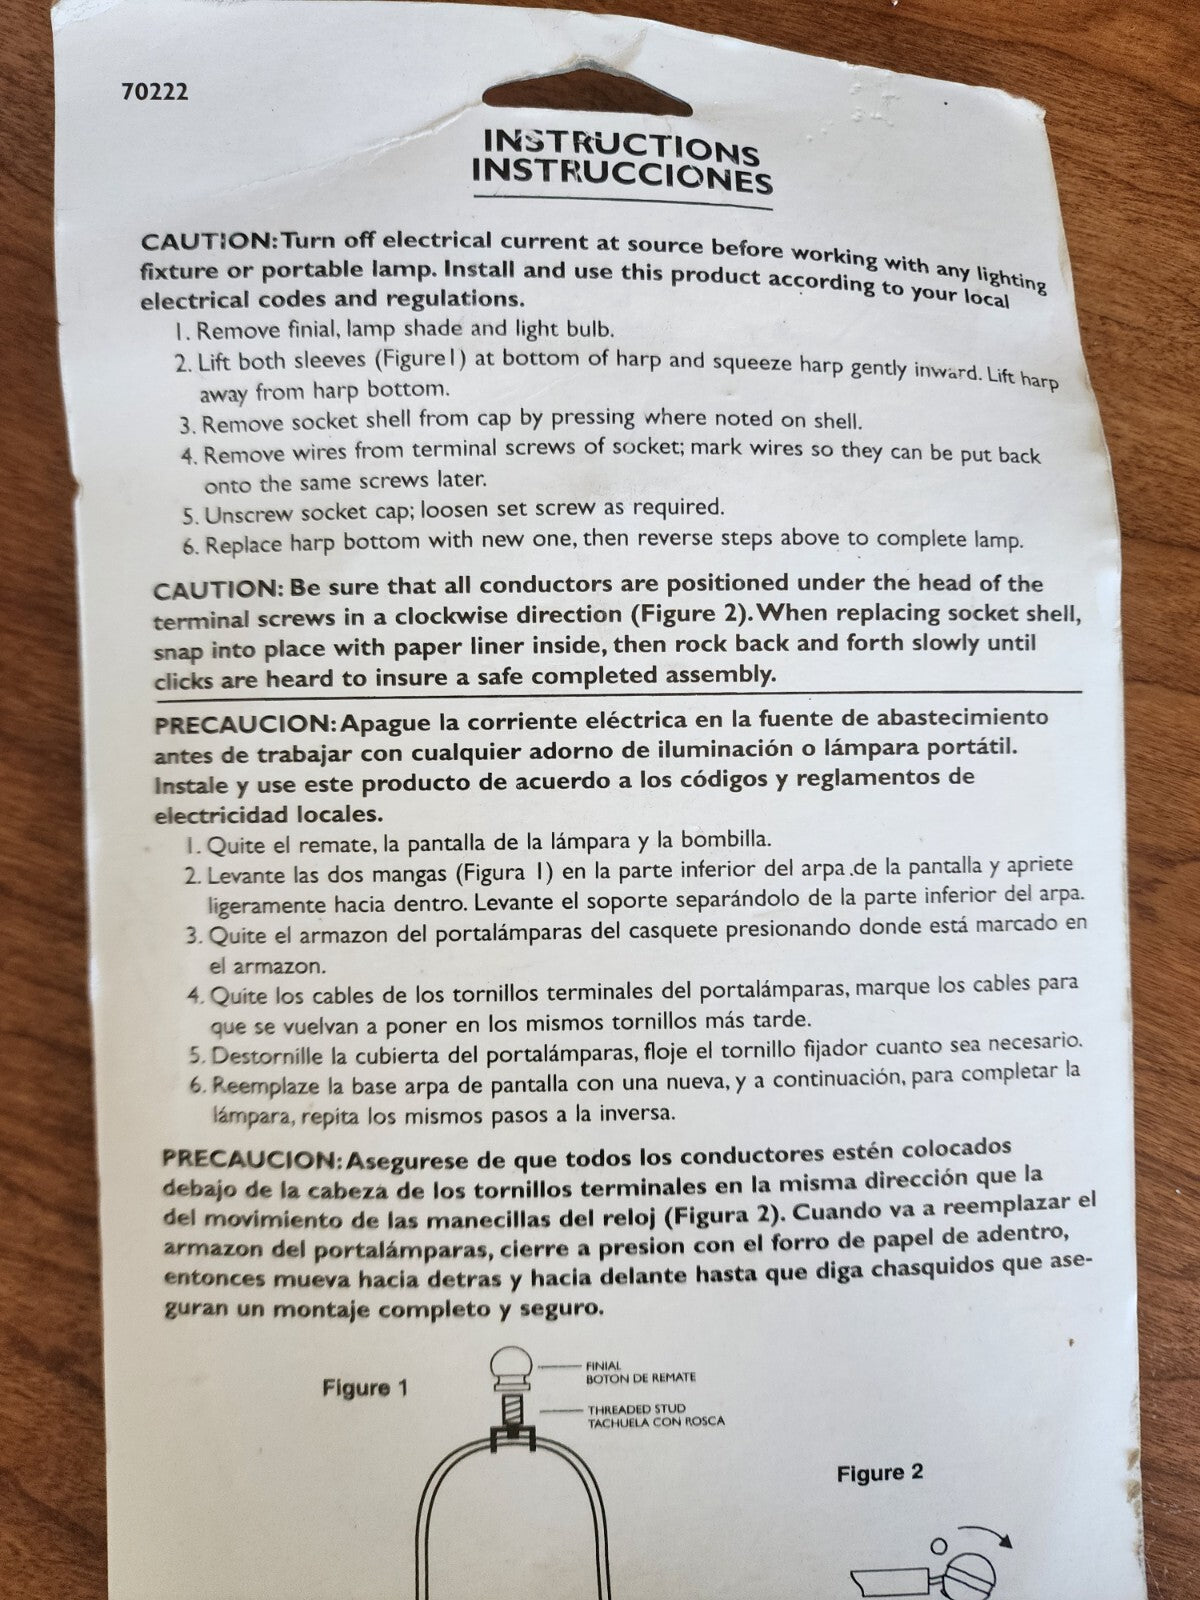 70222
INSTRUCTIONS
INSTRUCCIONES
CAUTION: Turn off electrical current at source before working with any lighting
fixture or portable lamp. Install and use this product according to your local
electrical codes and regulations.
1. Remove finial, lamp shade and light bulb.
2. Lift both sleeves (Figure1) at bottom of harp and squeeze harp gently inward. Lift harp
away from harp bottom.
3. Remove socket shell from cap by pressing where noted on shell.
4. Remove wires from terminal screws of socket; mark wires so they can be put back
onto the same screws later.
5. Unscrew socket cap; loosen set screw as required.
6. Replace harp bottom with new one, then reverse steps above to complete lamp.
CAUTION: Be sure that all conductors are positioned under the head of the
terminal screws in a clockwise direction (Figure 2). When replacing socket shell,
snap into place with paper liner inside, then rock back and forth slowly until
clicks are heard to insure a safe completed assembly.
PRECAUCION: Apague la corriente eléctrica en la fuente de abastecimiento
antes de trabajar con cualquier adorno de iluminación o lámpara portátil.
Instale y use este producto de acuerdo a los códigos y reglamentos de
electricidad locales.
1. Quite el remate, la pantalla de la lámpara y la bombilla.
2. Levante las dos mangas (Figura 1) en la parte inferior del arpa .de la pantalla y apriete
ligeramente hacia dentro. Levante el soporte separándolo de la parte inferior del arpa.
3. Quite el armazon del portalámparas del casquete presionando donde está marcado en
el armazon.
4. Quite los cables de los tornillos terminales del portalámparas, marque los cables para
que se vuelvan a poner en los mismos tornillos más tarde.
5. Destornille la cubierta del portalámparas, floje el tornillo fijador cuanto sea necesario.
6. Reemplaze la base arpa de pantalla con una nueva, y a continuación, para completar la
lámpara, repita los mismos pasos a la inversa.
PRECAUCION: Asegurese de que todos los conductores estén colocados
debajo de la cabeza de los tornillos terminales en la misma dirección que la
del movimiento de las manecillas del reloj (Figura 2). Cuando va a reemplazar el
armazon del portalámparas, cierre a presion con el forro de papel de adentro,
entonces mueva hacia detras y hacia delante hasta que diga chasquidos que ase-
guran un montaje completo y seguro.
Figure 1
FINIAL
BOTON DE REMATE
THREADED STUD
TACHUELA CON ROSCA
Figure 2